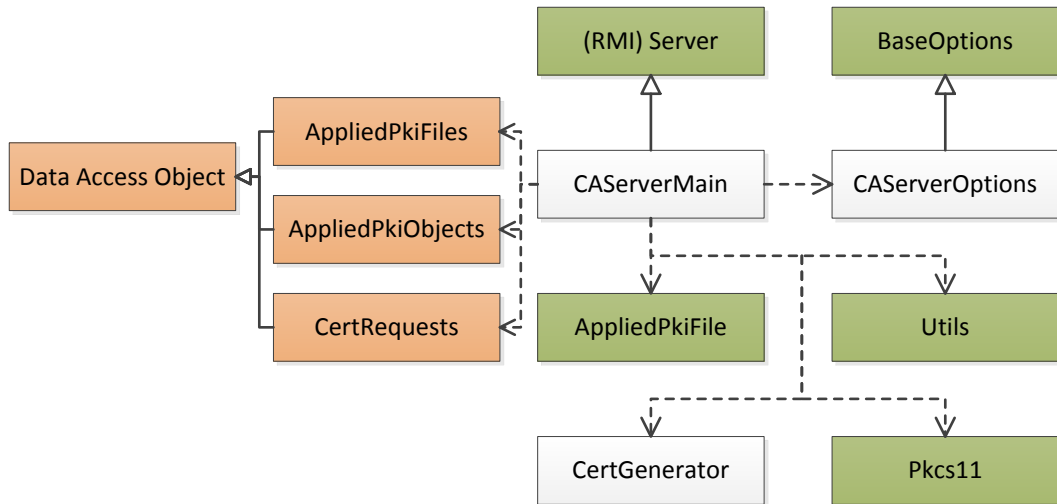 (RMI) Server
BaseOptions
AppliedPkiFiles
Data Access Object
CAServerMain
CAServerOptions
AppliedPkiObjects
CertRequests
AppliedPkiFile
Utils
CertGenerator
Pkcs11